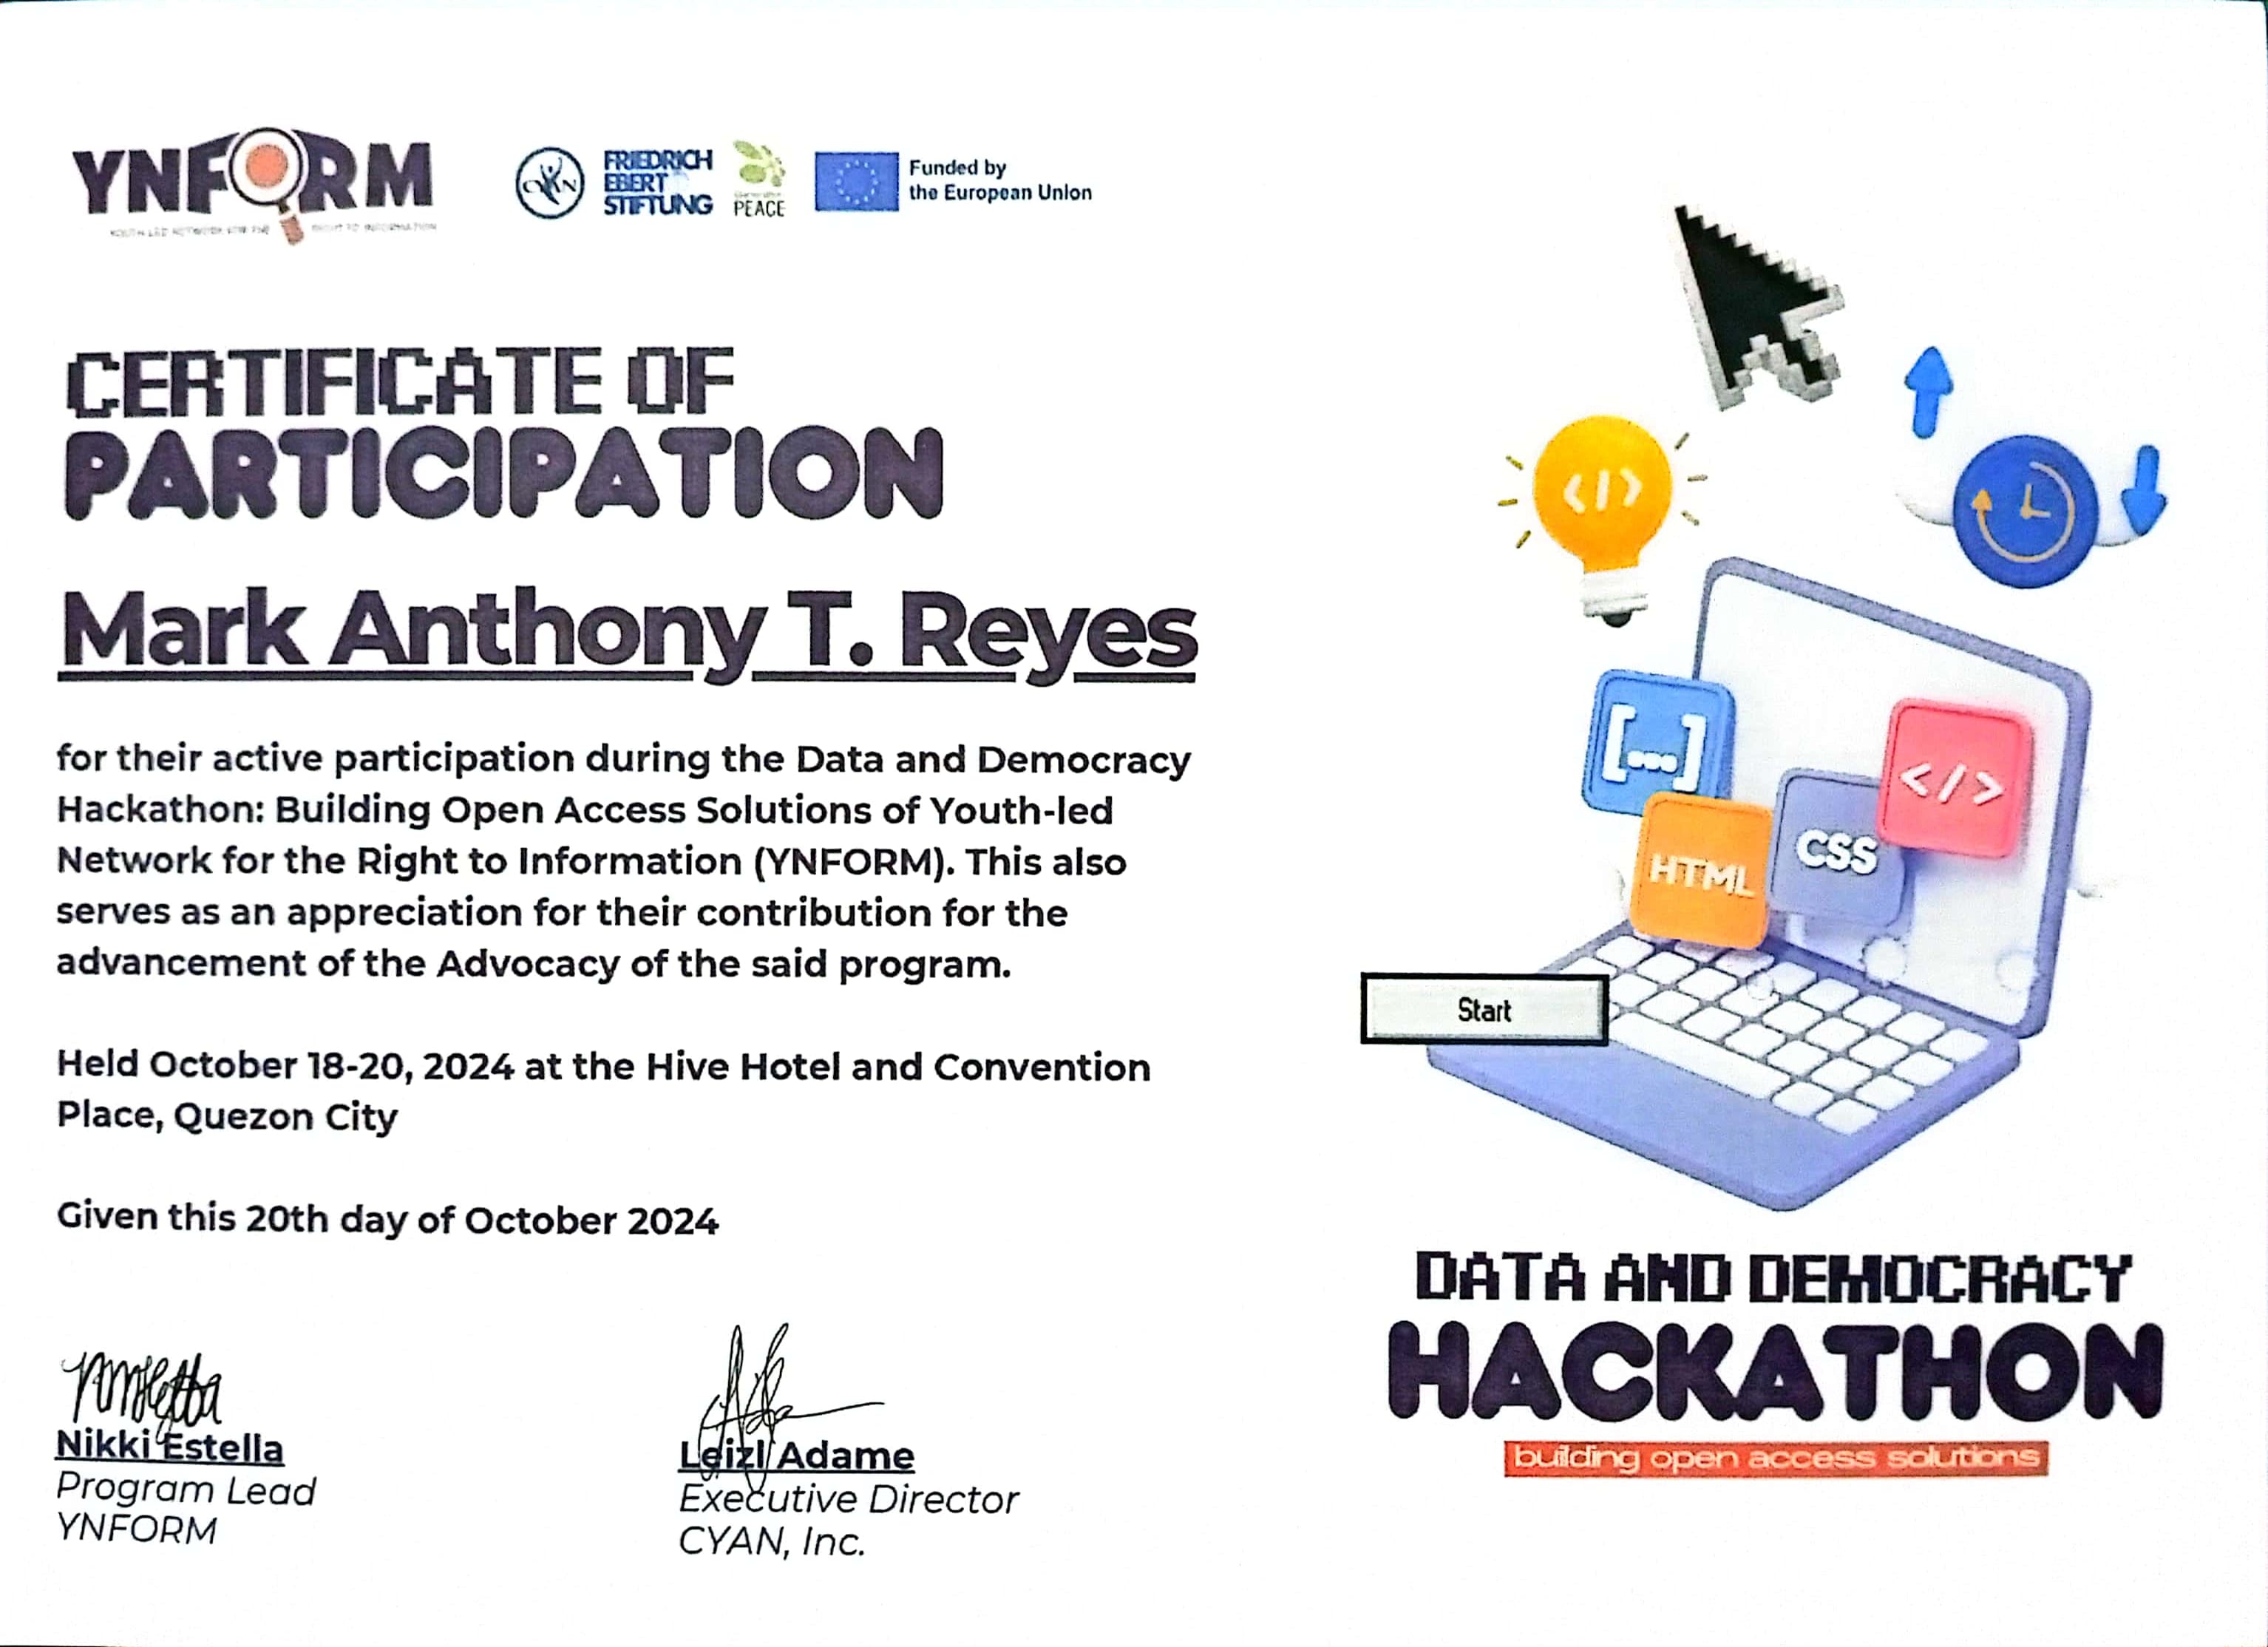 YNFORM
YOUTH-LED NETWORK FOR THE RIGHT TO INFORMATION
CYAN
FRIEDRICH
EBERT
STIFTUNG
PEACE
Funded by
the European Union
CERTIFICATE OF
PARTICIPATION
Mark Anthony T. Reyes
for their active participation during the Data and Democracy
Hackathon: Building Open Access Solutions of Youth-led
Network for the Right to Information (YNFORM). This also
serves as an appreciation for their contribution for the
advancement of the Advocacy of the said program.
Held October 18-20, 2024 at the Hive Hotel and Convention
Place, Quezon City
Given this 20th day of October 2024
Nikki Estella
Program Lead
YNFORM
Leizl Adame
Executive Director
CYAN, Inc.
</>
[...]
</>
HTML
CSS
Start
DATA AND DEMOCRACY
HACKATHON
building open access solutions